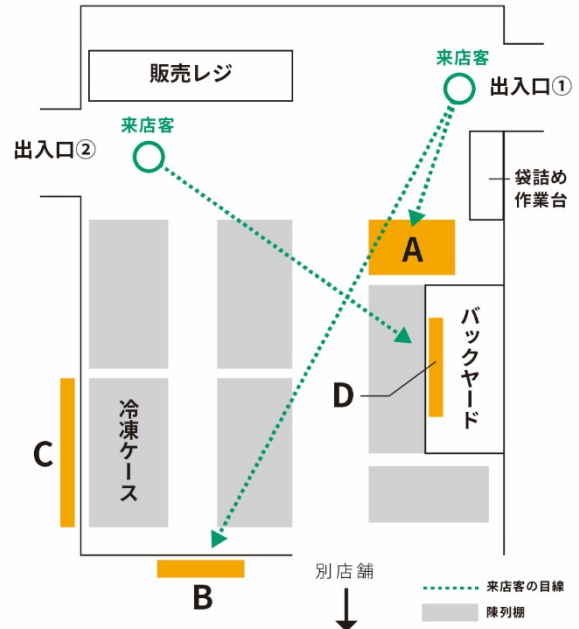 販売レジ
来店客
出入口①
来店客
出入口②
袋詰め
作業台
A
バックヤード
D
冷凍ケース
C
B
別店舗
来店客の目線
陳列棚